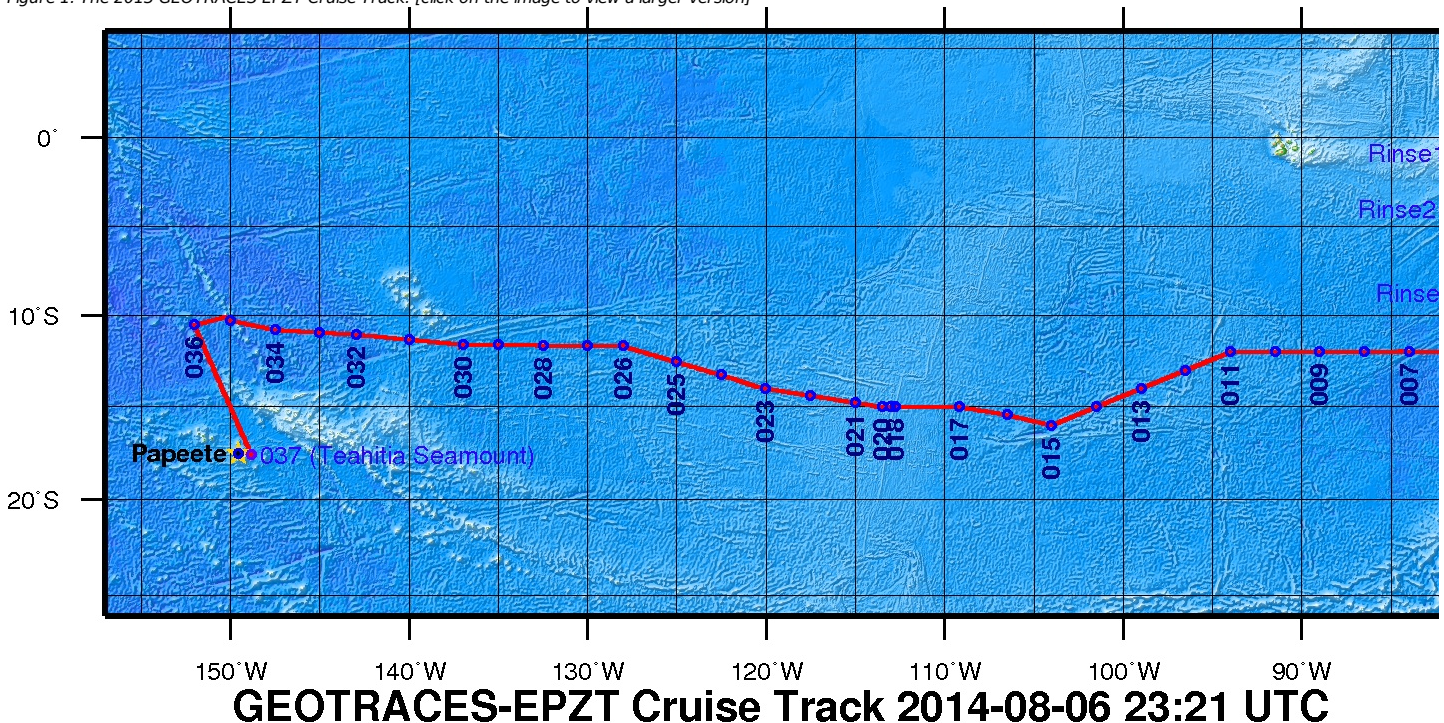 Figure 1. The 2013 GEOTRACES EPZT Cruise Track. [click on the image to view a larger version]
0°
Rinse1
Rinse2
Rinse
10°S
036
034
032
030
028
026
025
023
021
020
018
017
015
013
011
009
007
Papeete
037 (Teahitia Seamount)
20°S
150°W 140°W 130°W 120°W 110°W 100°W 90°W
GEOTRACES-EPZT Cruise Track 2014-08-06 23:21 UTC